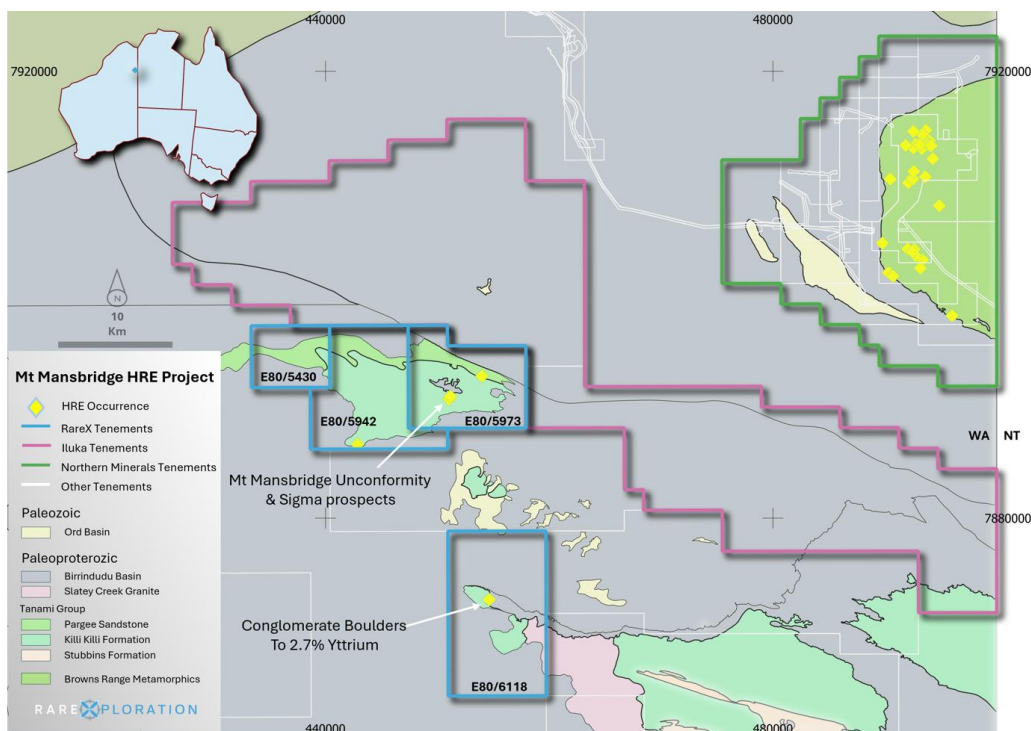 440000
480000
7920000
7920000
N
10
Km
Mt Mansbridge HRE Project
HRE Occurrence
RareX Tenements
Iluka Tenements
Northern Minerals Tenements
Other Tenements
Paleozoic
Ord Basin
Paleoproterozic
Birrindudu Basin
Slatey Creek Granite
Tanami Group
Pargee Sandstone
Killi Killi Formation
Stubbins Formation
Browns Range Metamorphics
RAREXPLORATION
E80/5430
E80/5942
E80/5973
Mt Mansbridge Unconformity
& Sigma prospects
WA NT
7880000
Conglomerate Boulders
To 2.7% Yttrium
E80/6118
440000
480000